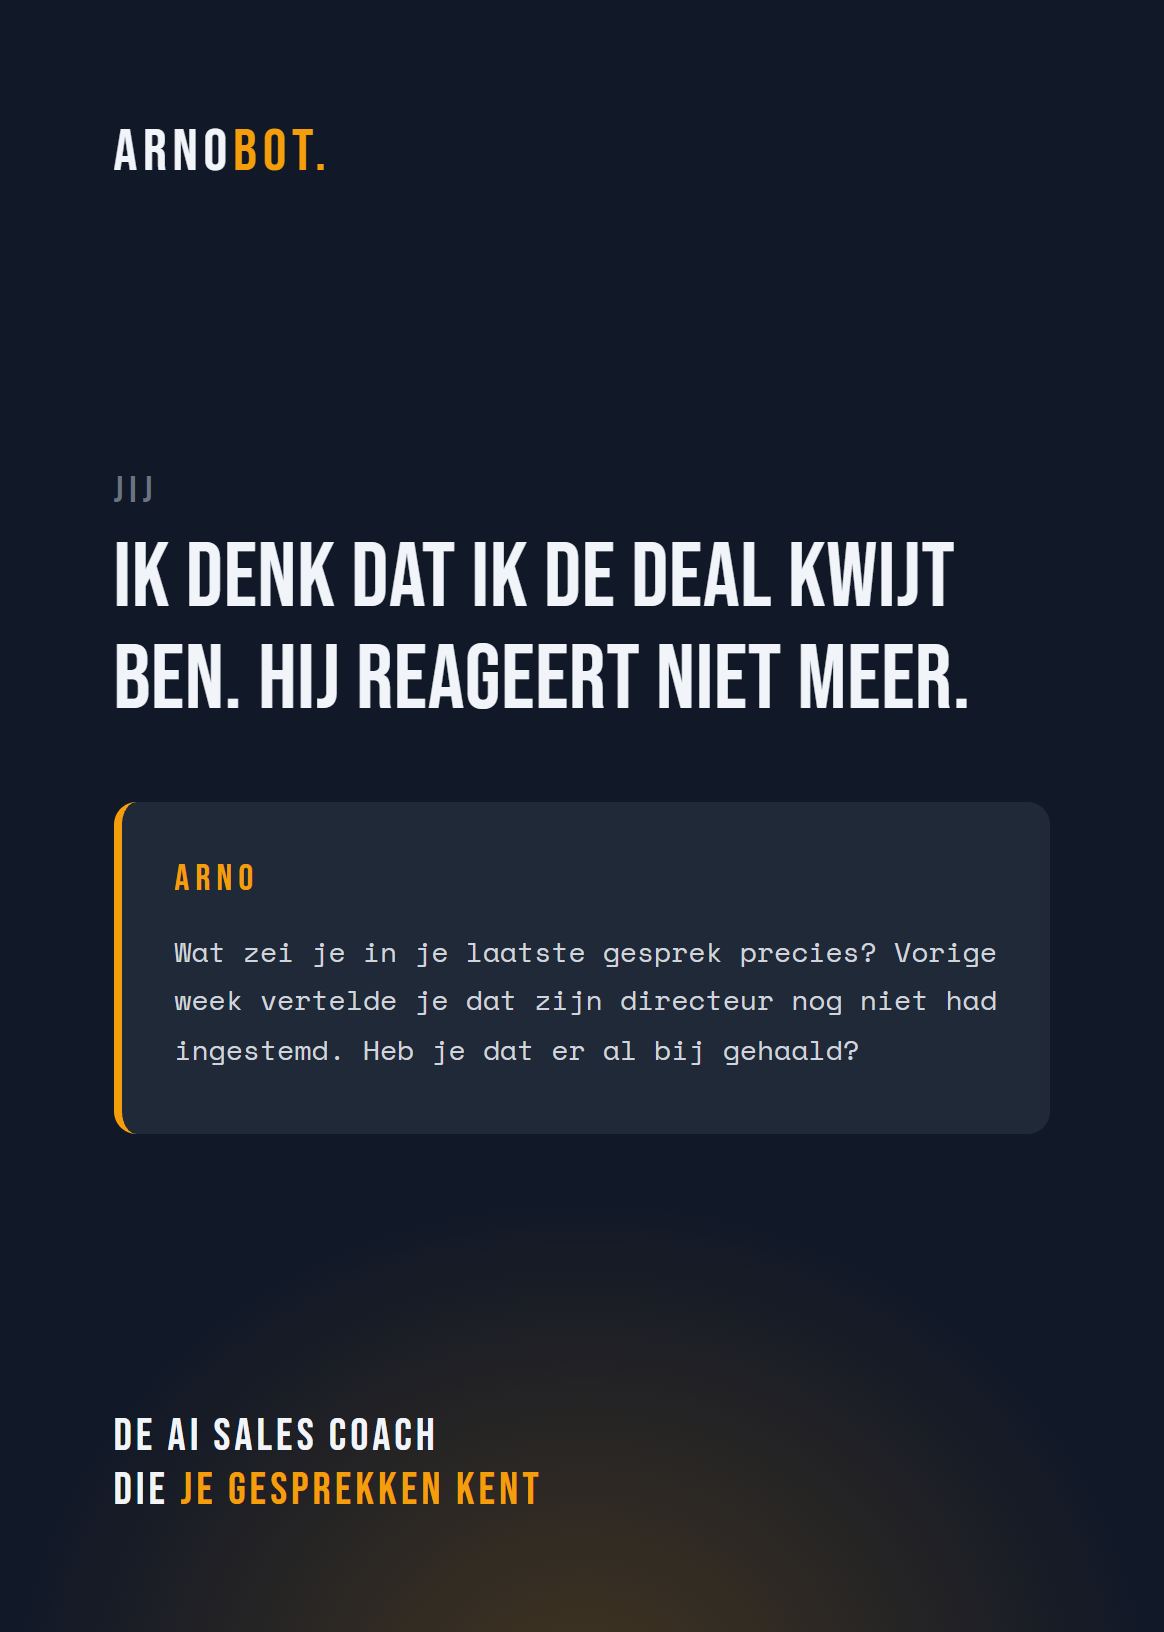 ARNOBOT.
JIJ
IK DENK DAT IK DE DEAL KWIJT
BEN. HIJ REAGEERT NIET MEER.
ARNO
Wat zei je in je laatste gesprek precies? Vorige
week vertelde je dat zijn directeur nog niet had
ingestemd. Heb je dat er al bij gehaald?
DE AI SALES COACH
DIE JE GESPREKKEN KENT